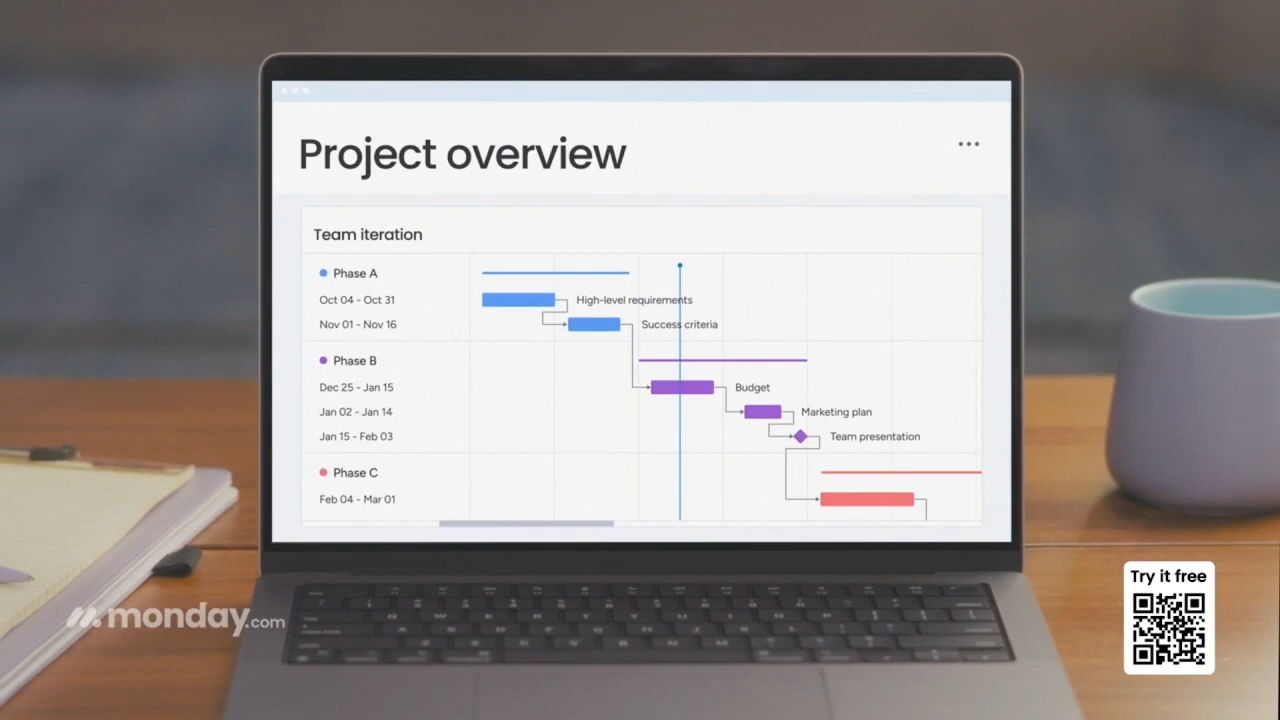 Project overview
Team iteration
Phase A
Oct 04 - Oct 31
High-level requirements
Nov 01 - Nov 16
Success criteria
Phase B
Dec 25 - Jan 15
Budget
Jan 02 - Jan 14
Marketing plan
Jan 15 - Feb 03
Team presentation
Phase C
Feb 04 - Mar 01
monday.com
Try it free